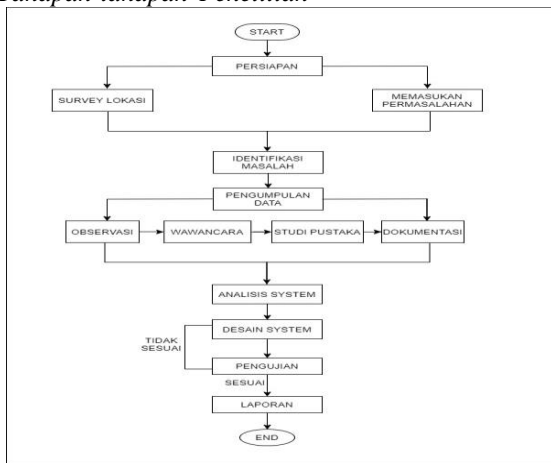 Tahapan-tahapan Penelitian
START
PERSIAPAN
SURVEY LOKASI
MEMASUKAN
PERMASALAHAN
IDENTIFIKASI
MASALAH
PENGUMPULAN
DATA
OBSERVASI
WAWANCARA
STUDI PUSTAKA
DOKUMENTASI
ANALISIS SYSTEM
DESAIN SYSTEM
TIDAK
SESUAI
PENGUJIAN
SESUAI
LAPORAN
END